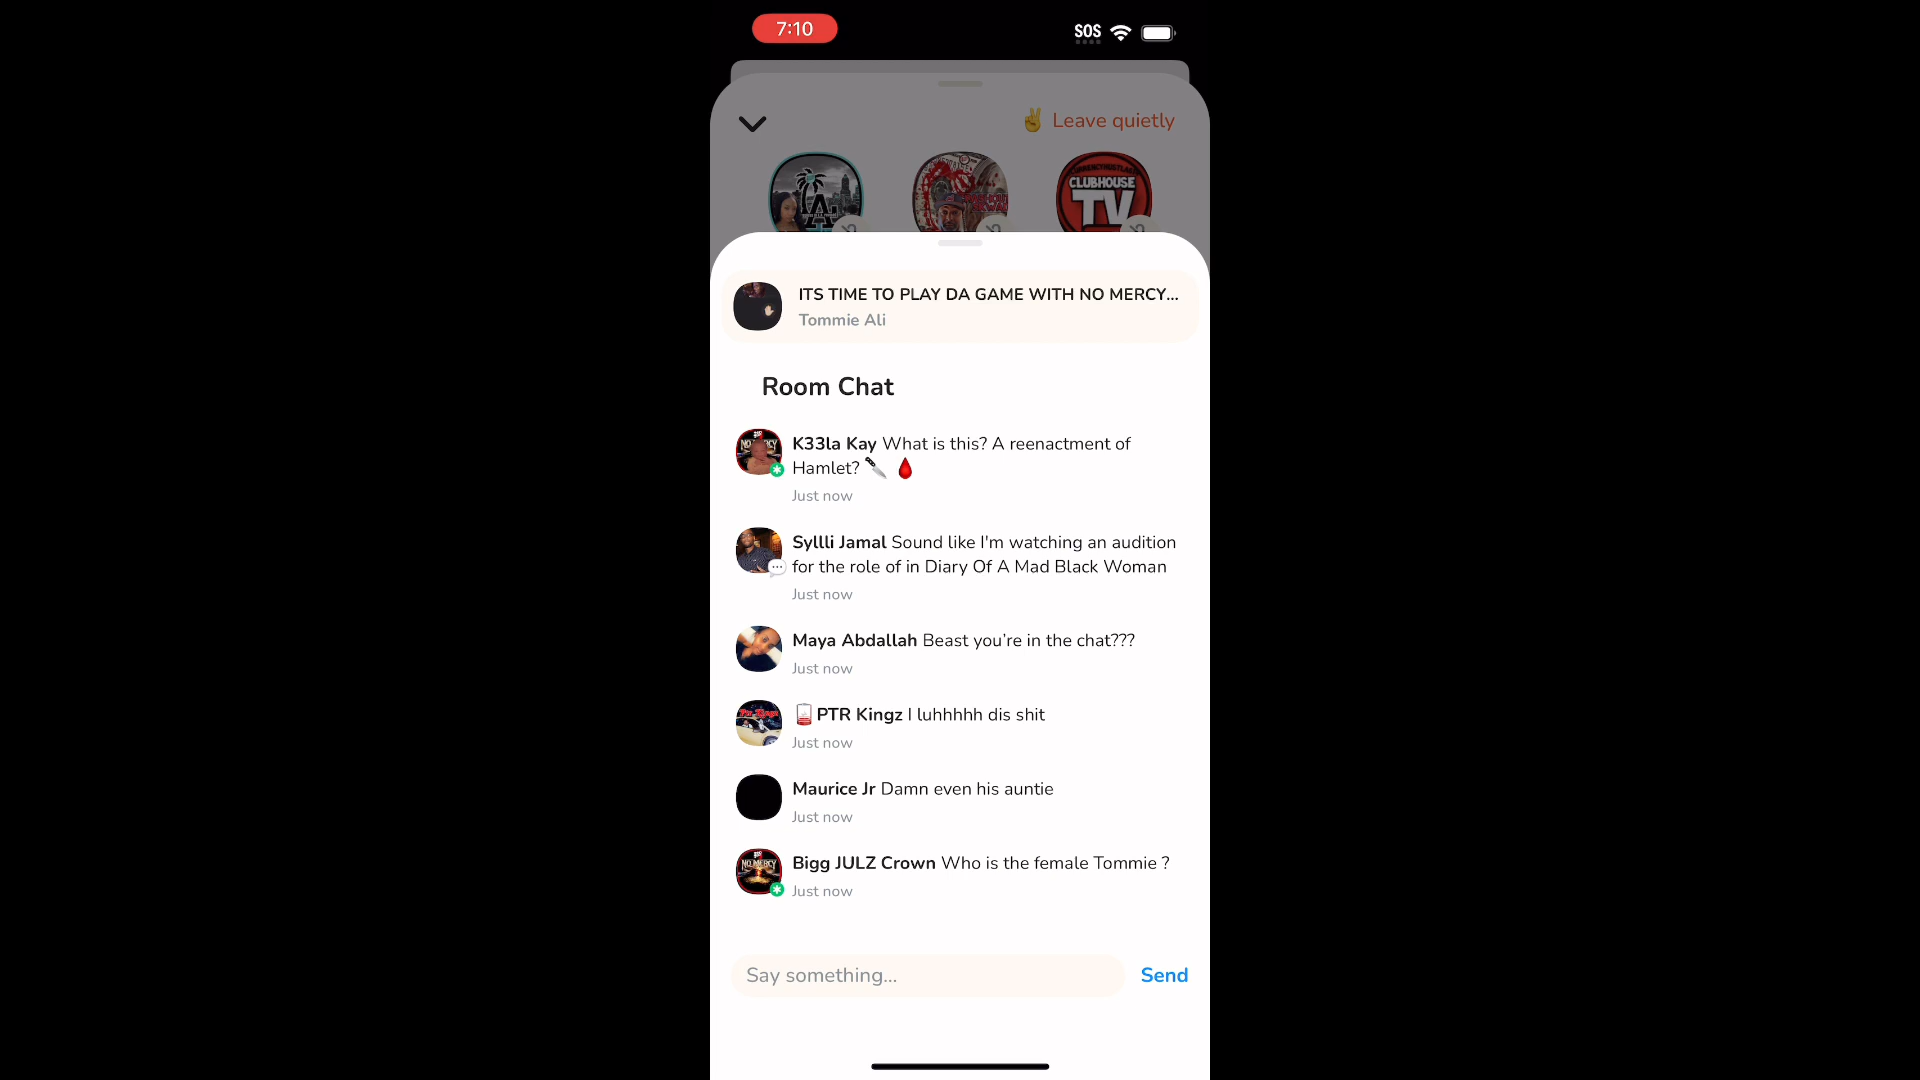 7:10
SOS
✌️ Leave quietly
LA
CLUBHOUSE
TV
ITS TIME TO PLAY DA GAME WITH NO MERCY...
Tommie Ali
Room Chat
K33la Kay What is this? A reenactment of
Hamlet? 🔪 🩸
Just now
Syllli Jamal Sound like I'm watching an audition
for the role of in Diary Of A Mad Black Woman
Just now
Maya Abdallah Beast you’re in the chat???
Just now
🪫PTR Kingz I luhhhhh dis shit
Just now
Maurice Jr Damn even his auntie
Just now
NO MERCY
Bigg JULZ Crown Who is the female Tommie ?
Just now
Say something...
Send